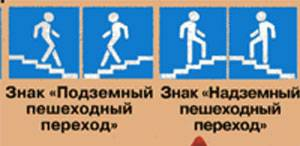 Знак «Подземный
пешеходный
переход»
Знак «Надземный
пешеходный
переход»